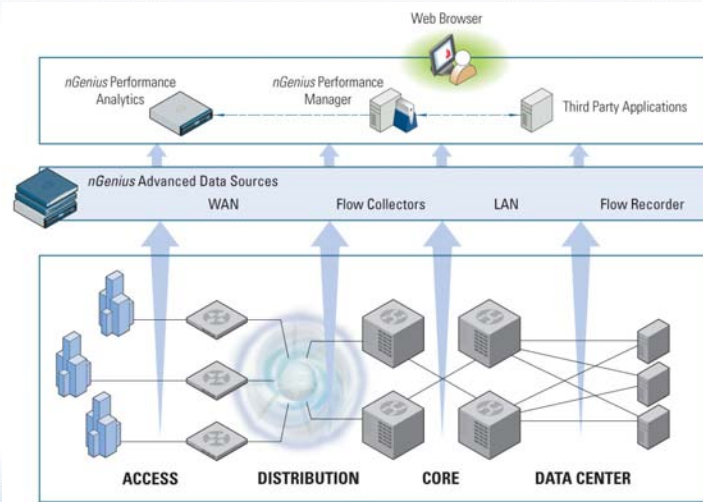 Web Browser
nGenius Performance
Analytics
nGenius Performance
Manager
Third Party Applications
nGenius Advanced Data Sources
WAN
Flow Collectors
LAN
Flow Recorder
ACCESS
DISTRIBUTION
CORE
DATA CENTER